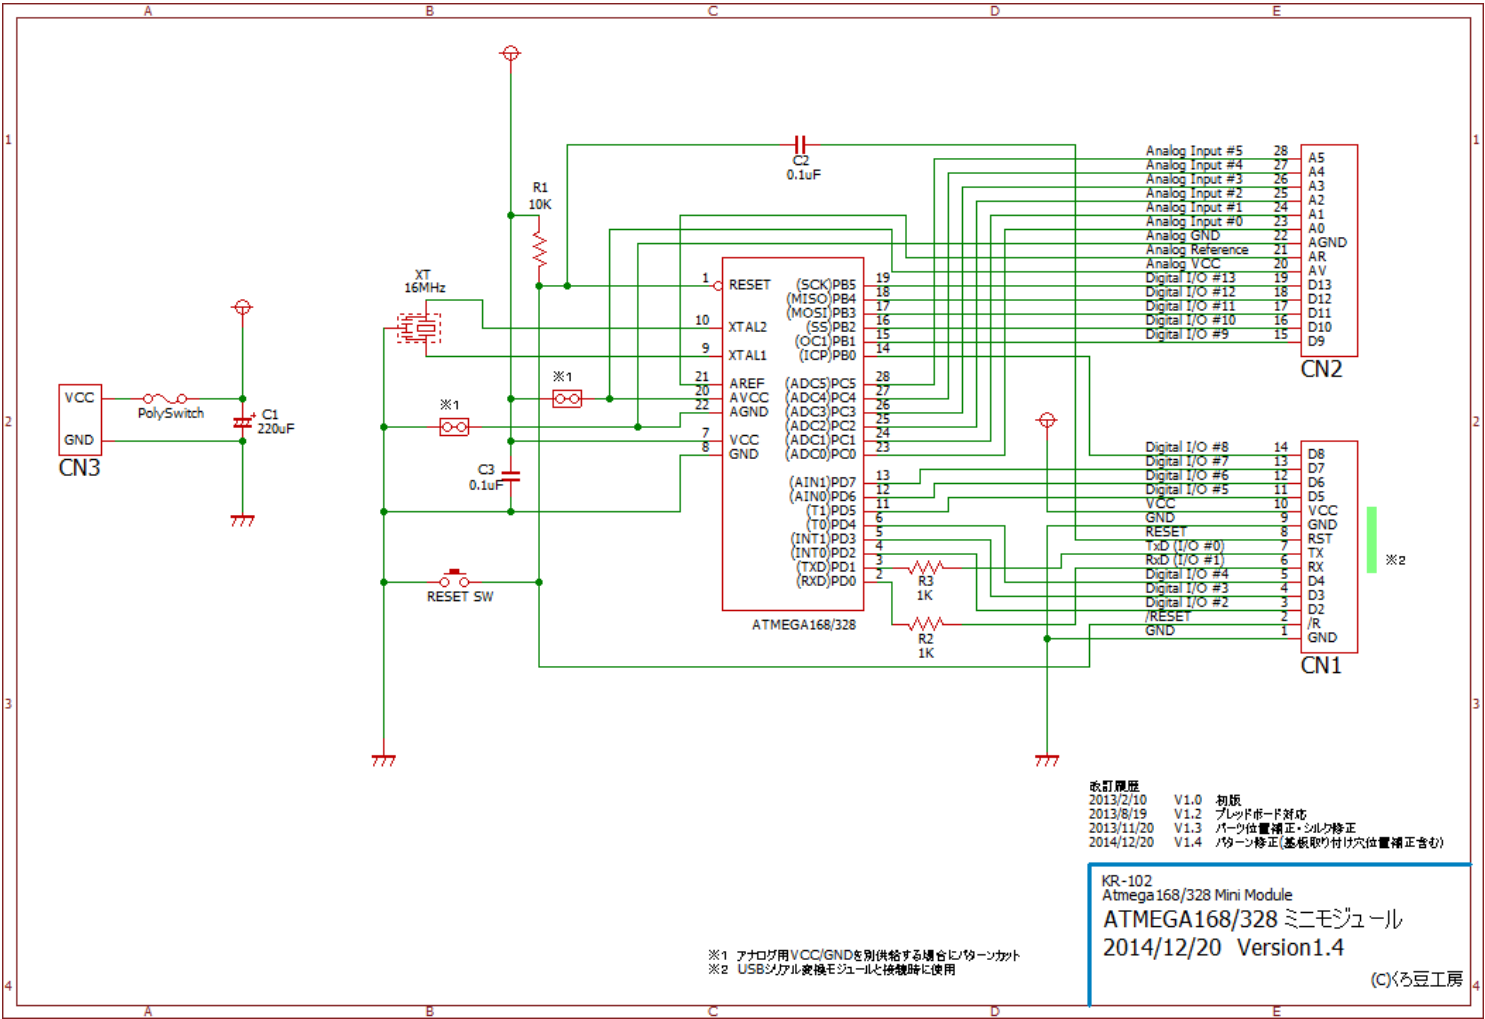 A B C D E
1 1
C2
0.1uF
R1
10K
XT
16MHz
※1
※1
PolySwitch
C1
220uF
VCC
GND
CN3
C3
0.1uF
RESET SW
1 RESET
10 XTAL2
9 XTAL1
21 AREF
20 AVCC
22 AGND
7 VCC
8 GND
(SCK)PB5 19
(MISO)PB4 18
(MOSI)PB3 17
(SS)PB2 16
(OC1)PB1 15
(ICP)PB0 14
(ADC5)PC5 28
(ADC4)PC4 27
(ADC3)PC3 26
(ADC2)PC2 25
(ADC1)PC1 24
(ADC0)PC0 23
(AIN1)PD7 13
(AIN0)PD6 12
(T1)PD5 11
(T0)PD4 6
(INT1)PD3 5
(INT0)PD2 4
(TXD)PD1 3
(RXD)PD0 2
ATMEGA168/328
R3
1K
R2
1K
Analog Input #5 28 A5
Analog Input #4 27 A4
Analog Input #3 26 A3
Analog Input #2 25 A2
Analog Input #1 24 A1
Analog Input #0 23 A0
Analog GND 22 AGND
Analog Reference 21 AR
Analog VCC 20 AV
Digital I/O #13 19 D13
Digital I/O #12 18 D12
Digital I/O #11 17 D11
Digital I/O #10 16 D10
Digital I/O #9 15 D9
CN2
2 2
Digital I/O #8 14 D8
Digital I/O #7 13 D7
Digital I/O #6 12 D6
Digital I/O #5 11 D5
VCC 10 VCC
GND 9 GND
RESET 8 RST
TxD (I/O #0) 7 TX
RxD (I/O #1) 6 RX
Digital I/O #4 5 D4
Digital I/O #3 4 D3
Digital I/O #2 3 D2
/RESET 2 /R
GND 1 GND
CN1
※2
3 3
改訂履歴
2013/2/10 V1.0 初版
2013/8/19 V1.2 ブレッドボード対応
2013/11/20 V1.3 パーツ位置補正・シルク修正
2014/12/20 V1.4 パターン修正(基板取り付け穴位置補正含む)
KR-102
Atmega168/328 Mini Module
ATMEGA168/328 ミニモジュール
2014/12/20 Version1.4
(C)くろ豆工房
※1 アナログ用VCC/GNDを別供給する場合にパターンカット
※2 USBシリアル変換モジュールと接続時に使用
4 4
A B C D E